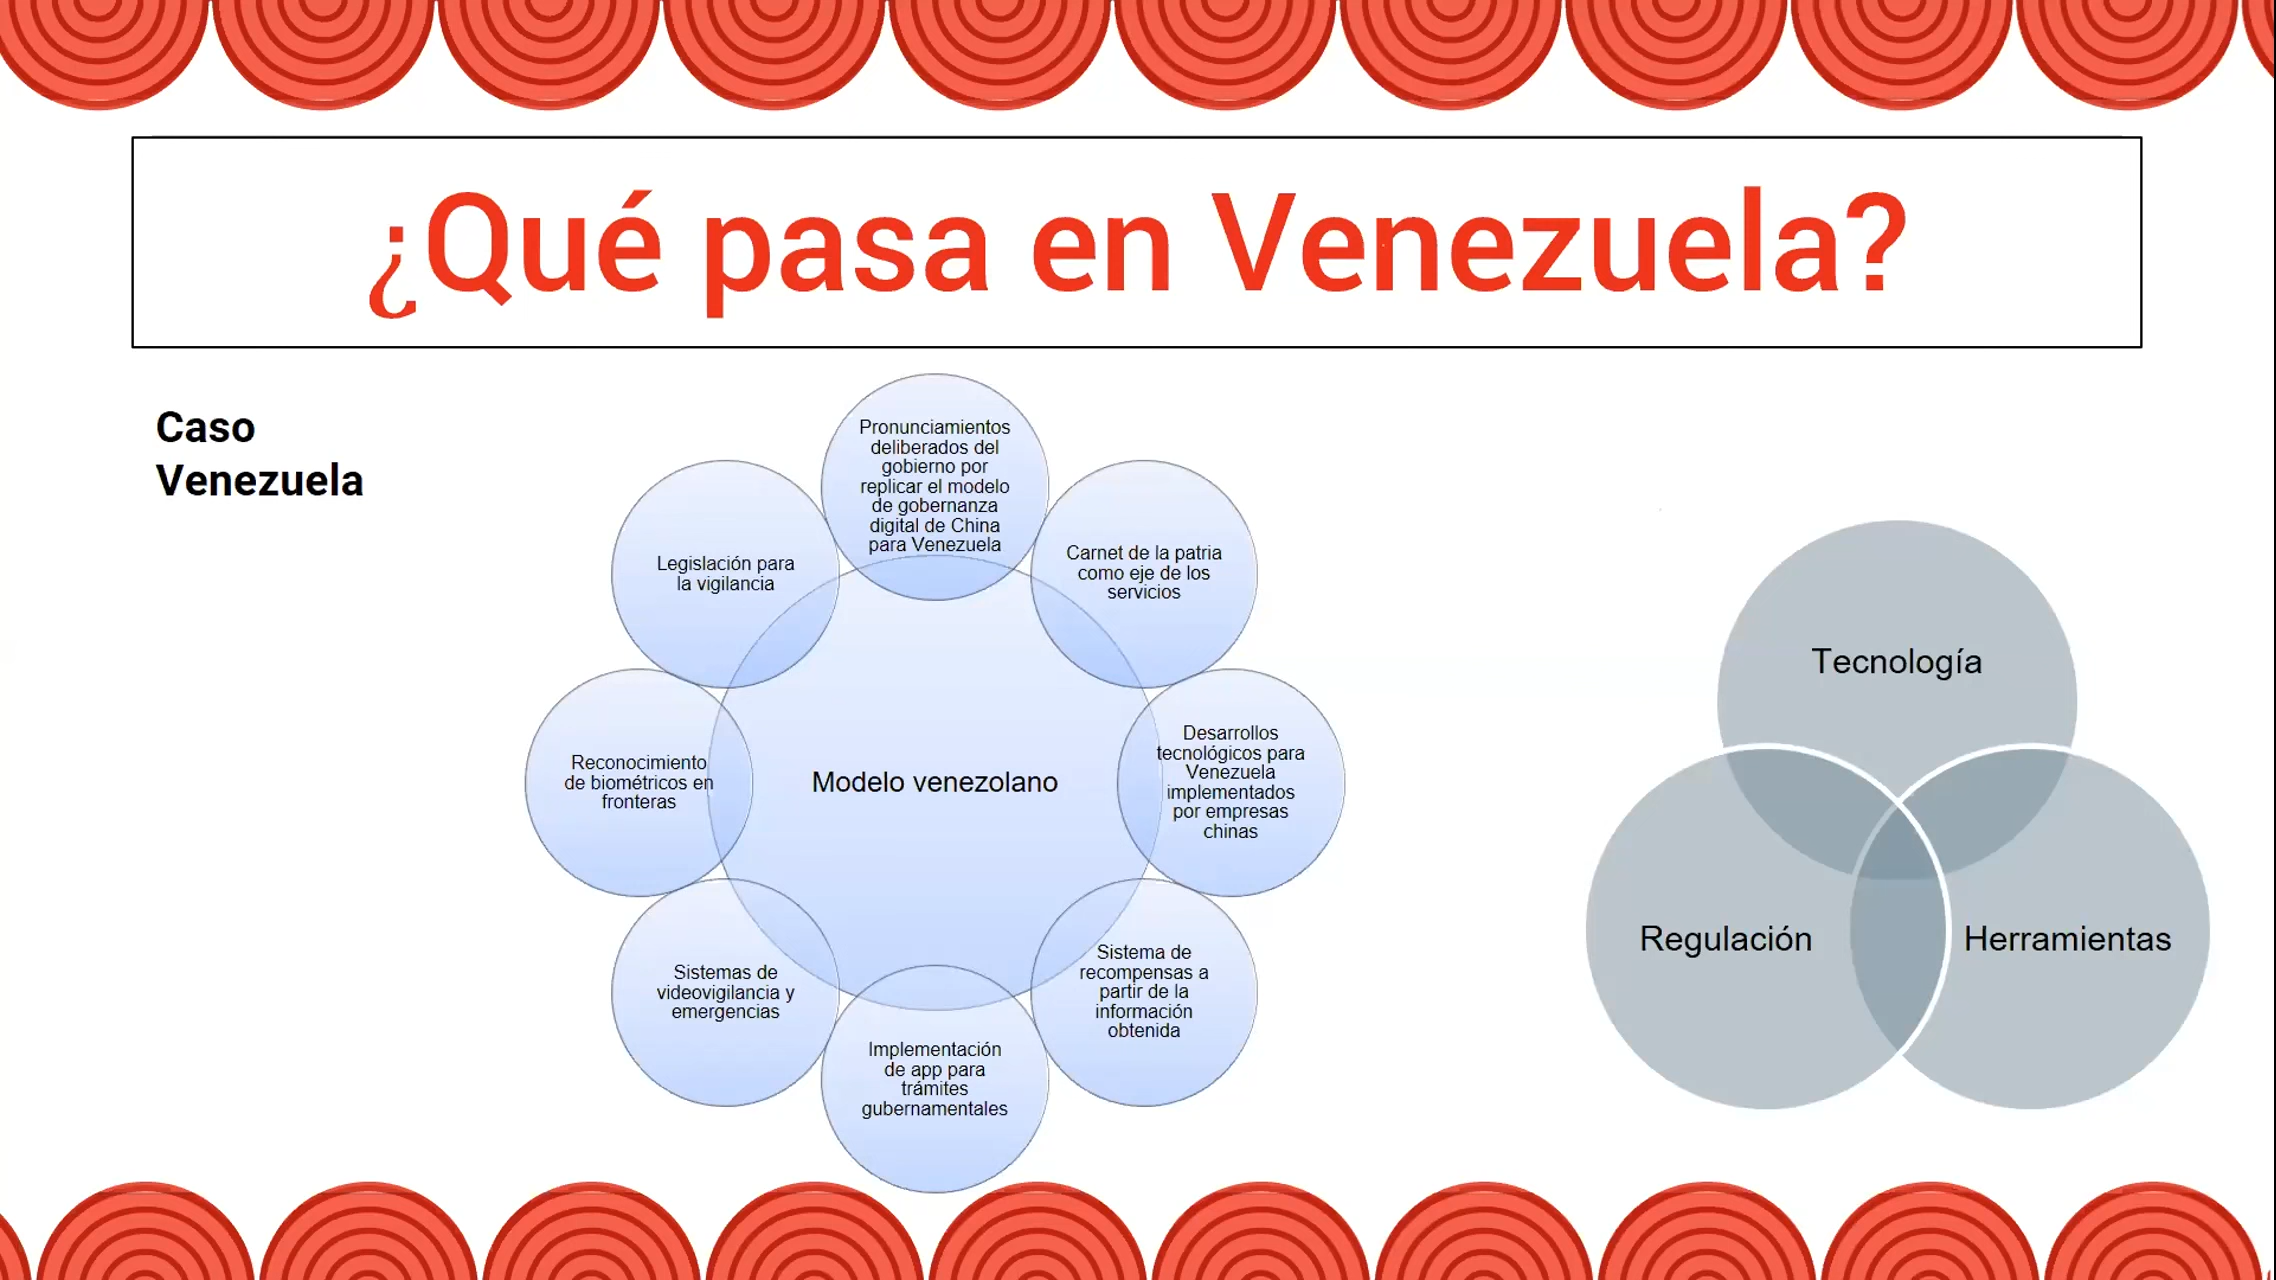 ¿Qué pasa en Venezuela?
Caso
Venezuela
Pronunciamientos
deliberados del
gobierno por
replicar el modelo
de gobernanza
digital de China
para Venezuela
Carnet de la patria
como eje de los
servicios
Desarrollos
tecnológicos para
Venezuela
implementados
por empresas
chinas
Sistema de
recompensas a
partir de la
información
obtenida
Implementación
de app para
trámites
gubernamentales
Sistemas de
videovigilancia y
emergencias
Reconocimiento
de biométricos en
fronteras
Legislación para
la vigilancia
Modelo venezolano
Tecnología
Regulación
Herramientas